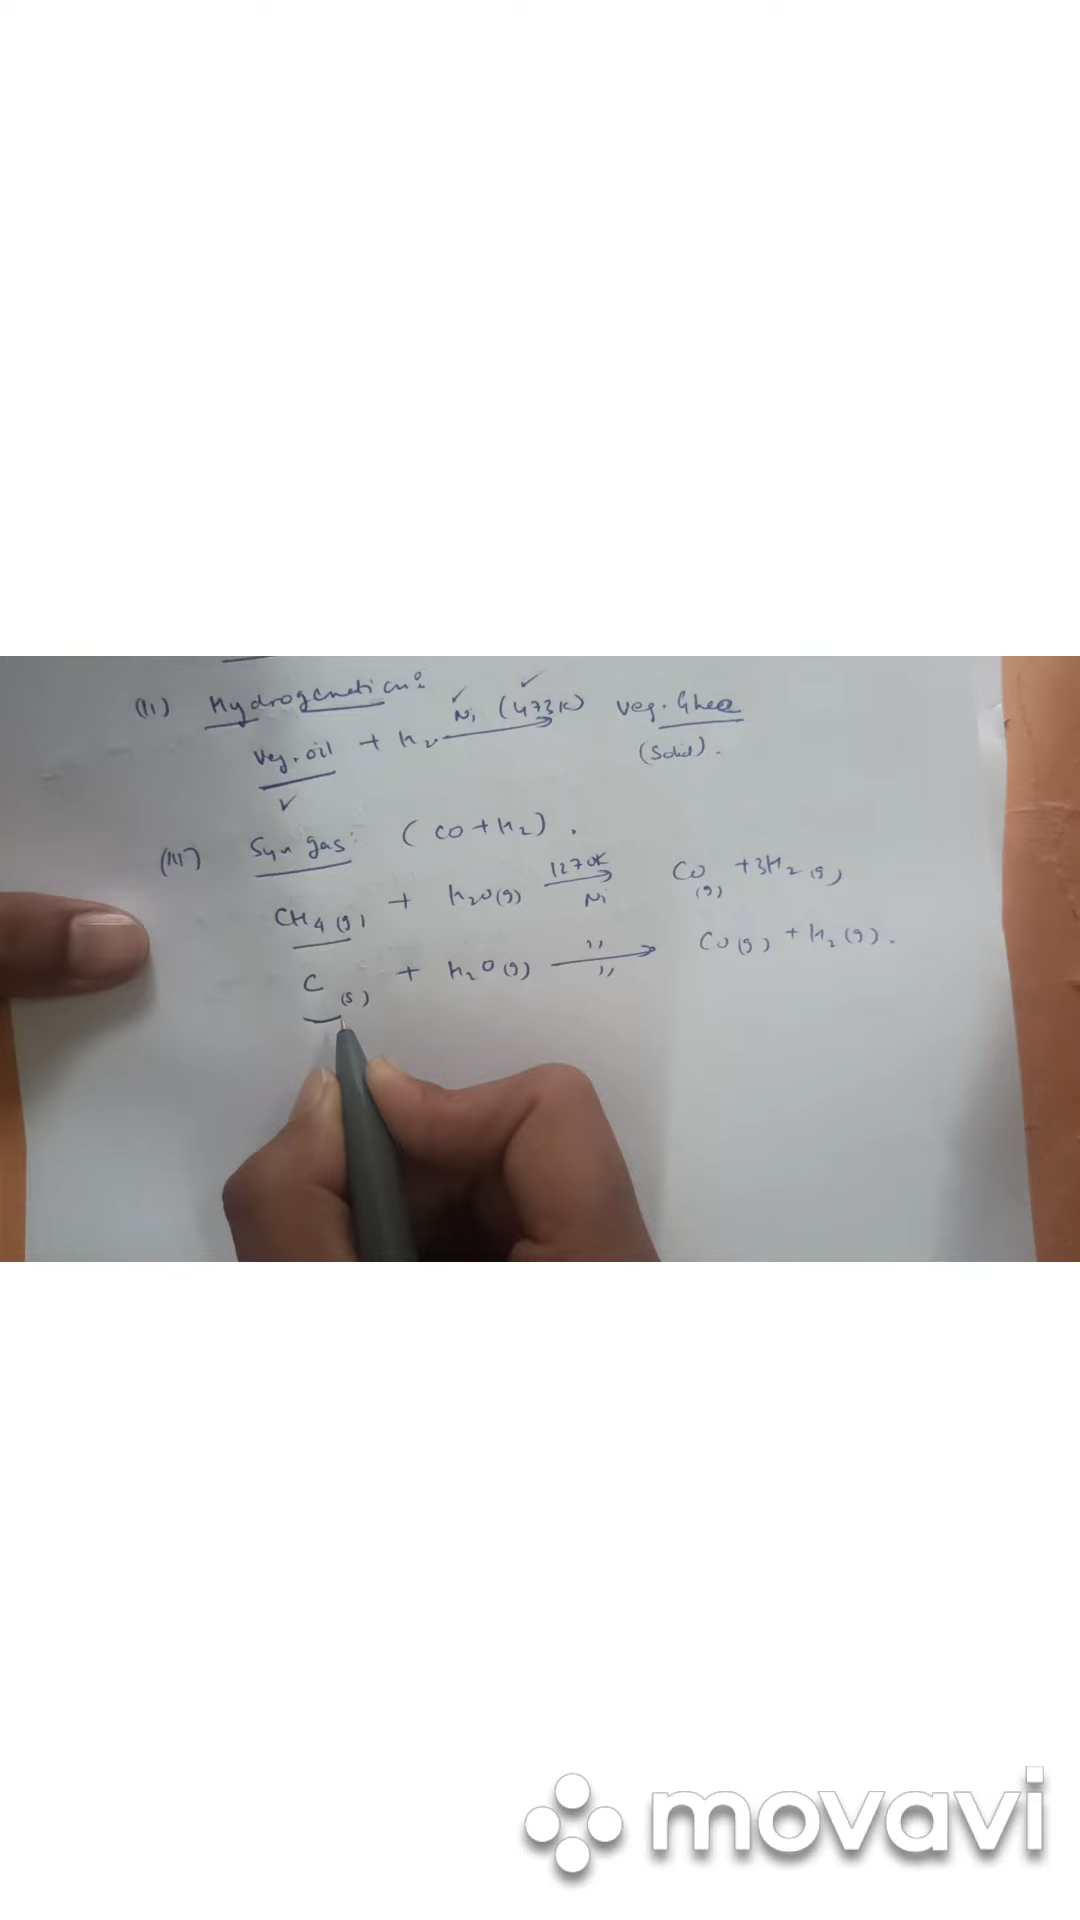 (II) Hydrogenation:
Veg. oil + H2 Ni (473K) Veg. Ghee
(Solid).
(III) Syn gas: (CO + H2).
CH4(g) + H2O(g) 1270K Ni CO(g) + 3H2(g)
C(s) + H2O(g) ,, ,, CO(g) + H2(g).
movavi